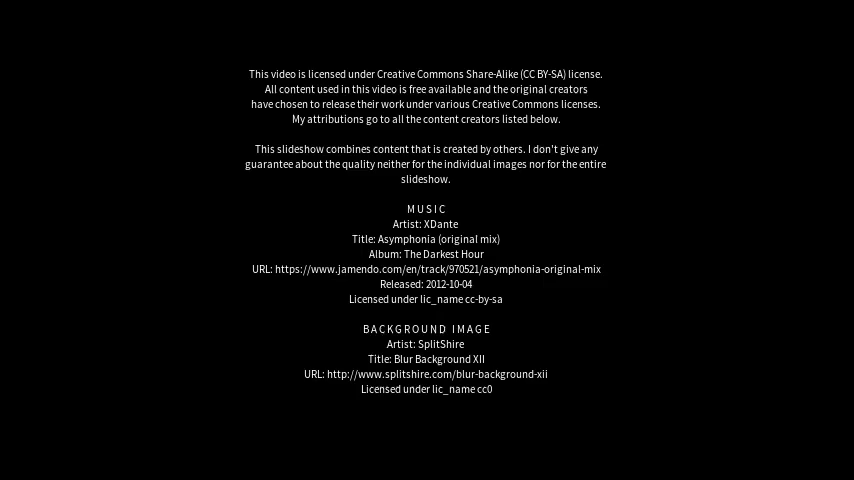 This video is licensed under Creative Commons Share-Alike (CC BY-SA) license.
All content used in this video is free available and the original creators
have chosen to release their work under various Creative Commons licenses.
My attributions go to all the content creators listed below.
This slideshow combines content that is created by others. I don't give any
guarantee about the quality neither for the individual images nor for the entire
slideshow.
MUSIC
Artist: XDante
Title: Asymphonia (original mix)
Album: The Darkest Hour
URL: https://www.jamendo.com/en/track/970521/asymphonia-original-mix
Released: 2012-10-04
Licensed under lic_name cc-by-sa
BACKGROUND IMAGE
Artist: SplitShire
Title: Blur Background XII
URL: http://www.splitshire.com/blur-background-xii
Licensed under lic_name cc0